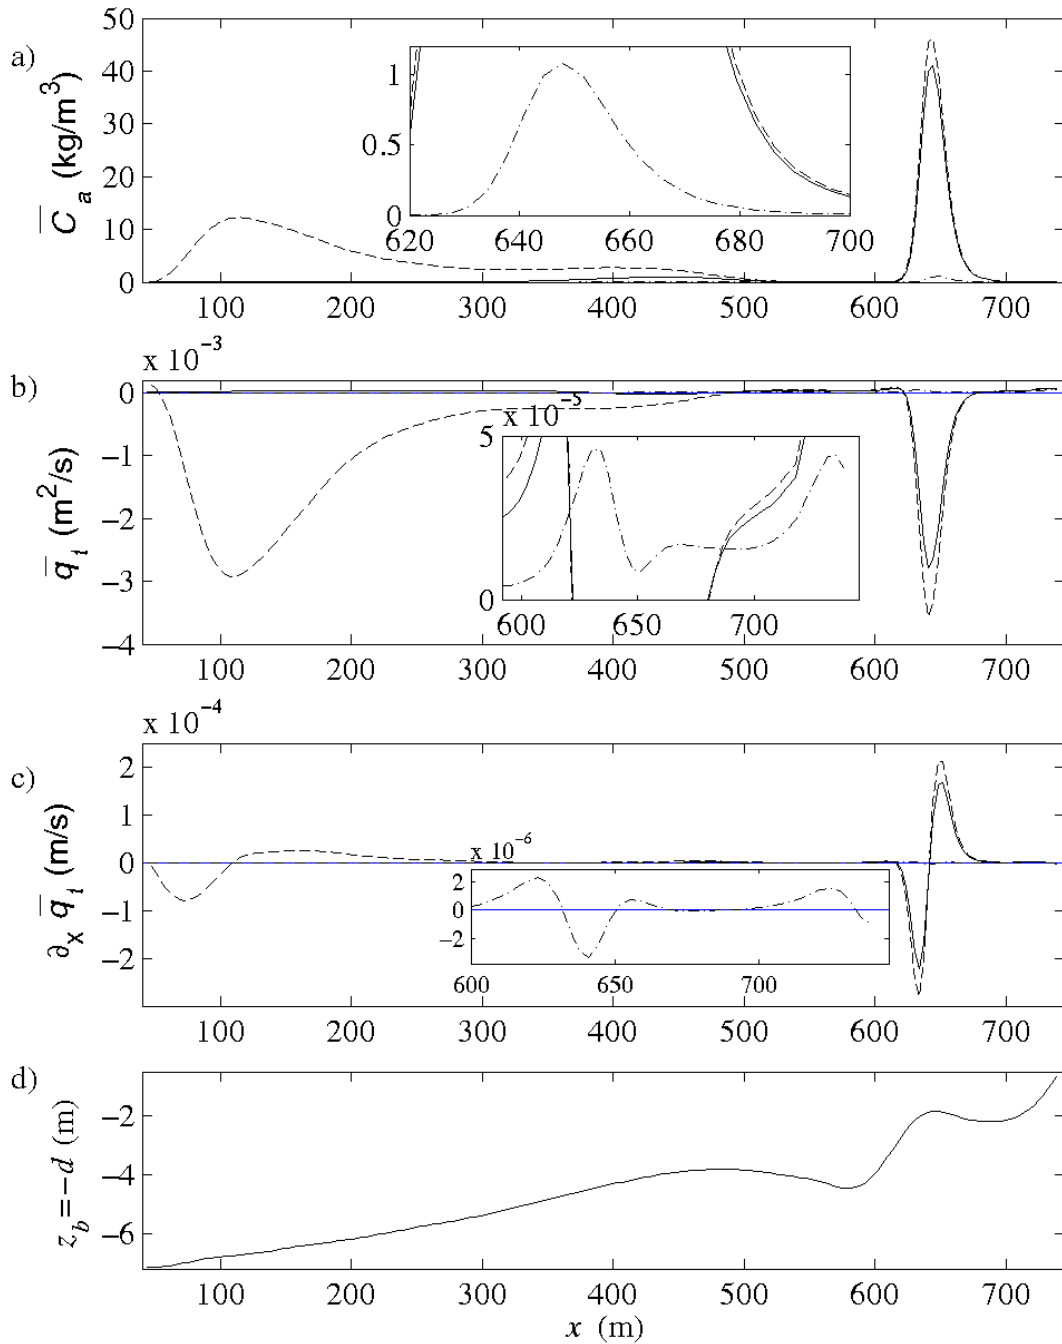 a)
C̅ a (kg/m3)
50
40
30
20
10
0
1
0.5
0
620 640 660 680 700
100 200 300 400 500 600 700
x 10−3
b)
q̅ t (m2/s)
0
−1
−2
−3
−4
x 10−5
5
0
600 650 700
100 200 300 400 500 600 700
x 10−4
c)
∂x q̅ t (m/s)
2
1
0
−1
−2
x 10−6
2
0
−2
600 650 700
100 200 300 400 500 600 700
d)
zb=−d (m)
−2
−4
−6
100 200 300 400 500 600 700
x (m)